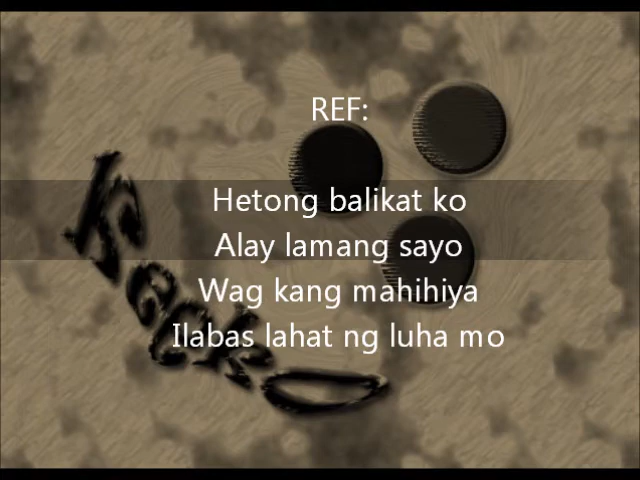 REF:
Hetong balikat ko
Alay lamang sayo
Wag kang mahihiya
Ilabas lahat ng luha mo